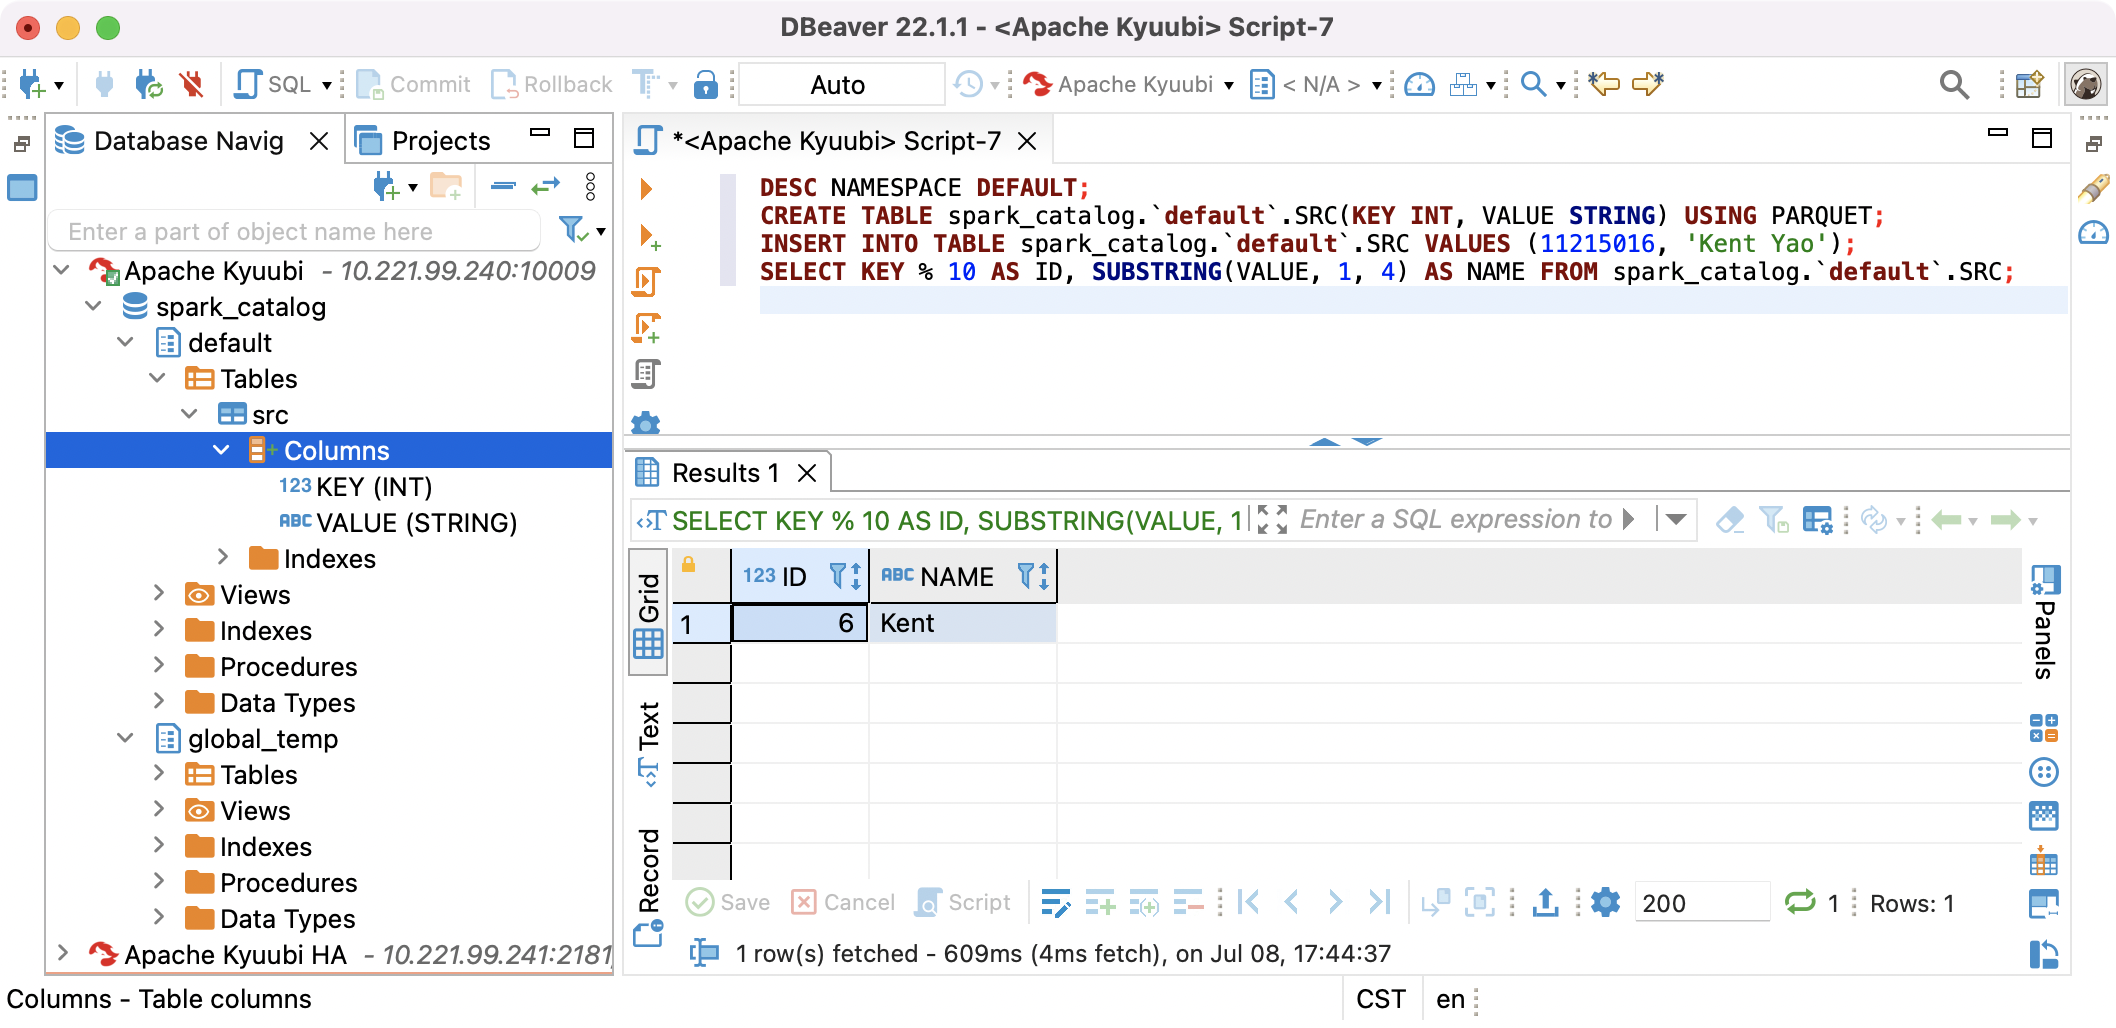 DBeaver 22.1.1 - <Apache Kyuubi> Script-7
SQL Commit Rollback Auto Apache Kyuubi < N/A >
Database Navig Projects
Enter a part of object name here
Apache Kyuubi - 10.221.99.240:10009
spark_catalog
default
Tables
src
Columns
123 KEY (INT)
ABC VALUE (STRING)
Indexes
Views
Indexes
Procedures
Data Types
global_temp
Tables
Views
Indexes
Procedures
Data Types
Apache Kyuubi HA - 10.221.99.241:2181
*<Apache Kyuubi> Script-7
DESC NAMESPACE DEFAULT;
CREATE TABLE spark_catalog.`default`.SRC(KEY INT, VALUE STRING) USING PARQUET;
INSERT INTO TABLE spark_catalog.`default`.SRC VALUES (11215016, 'Kent Yao');
SELECT KEY % 10 AS ID, SUBSTRING(VALUE, 1, 4) AS NAME FROM spark_catalog.`default`.SRC;
Results 1
SELECT KEY % 10 AS ID, SUBSTRING(VALUE, 1
Enter a SQL expression to
Grid
Text
Record
123 ID ABC NAME
1 6 Kent
Panels
Save Cancel Script 200 1 Rows: 1
1 row(s) fetched - 609ms (4ms fetch), on Jul 08, 17:44:37
Columns - Table columns
CST en